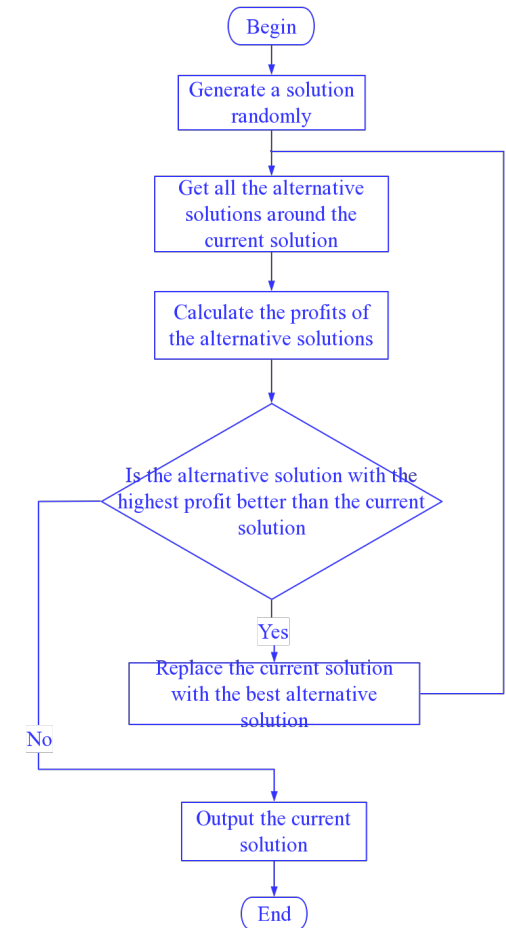 Begin
Generate a solution
randomly
Get all the alternative
solutions around the
current solution
Calculate the profits of
the alternative solutions
Is the alternative solution with the
highest profit better than the current
solution
Yes
Replace the current solution
with the best alternative
solution
No
Output the current
solution
End